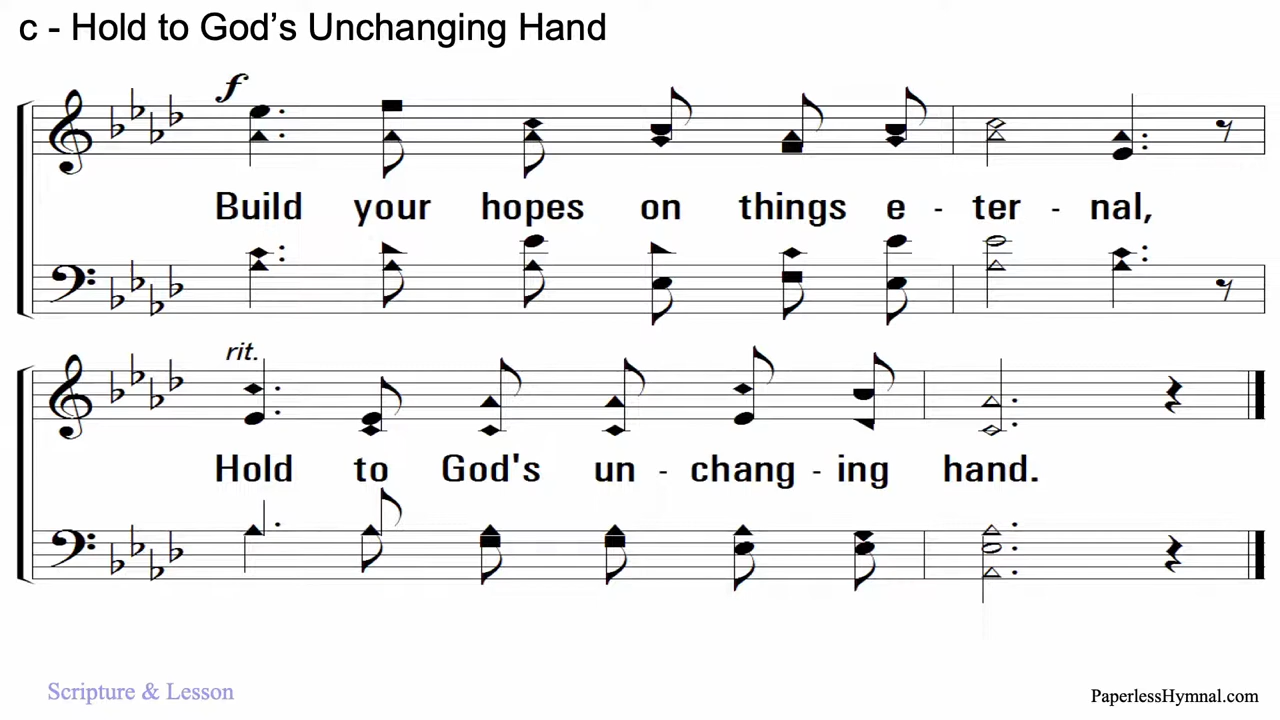 c - Hold to God’s Unchanging Hand
f
Build your hopes on things e - ter - nal,
rit.
Hold to God's un - chang - ing hand.
Scripture & Lesson
PaperlessHymnal.com